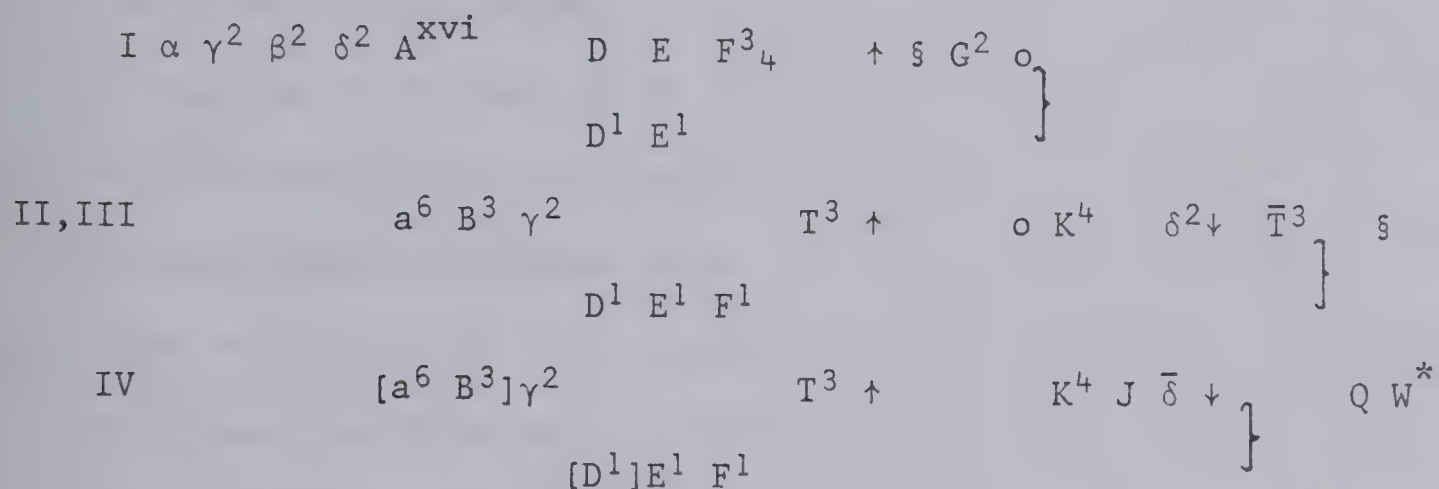 I α γ² β² δ² A^xvi D E F³₄ ↑ § G² o }
D¹ E¹
II,III a⁶ B³ γ² T³ ↑ o K⁴ δ²↓ T̄³ } §
D¹ E¹ F¹
IV [a⁶ B³]γ² T³ ↑ K⁴ J δ̄ ↓ } Q W*
[D¹]E¹ F¹